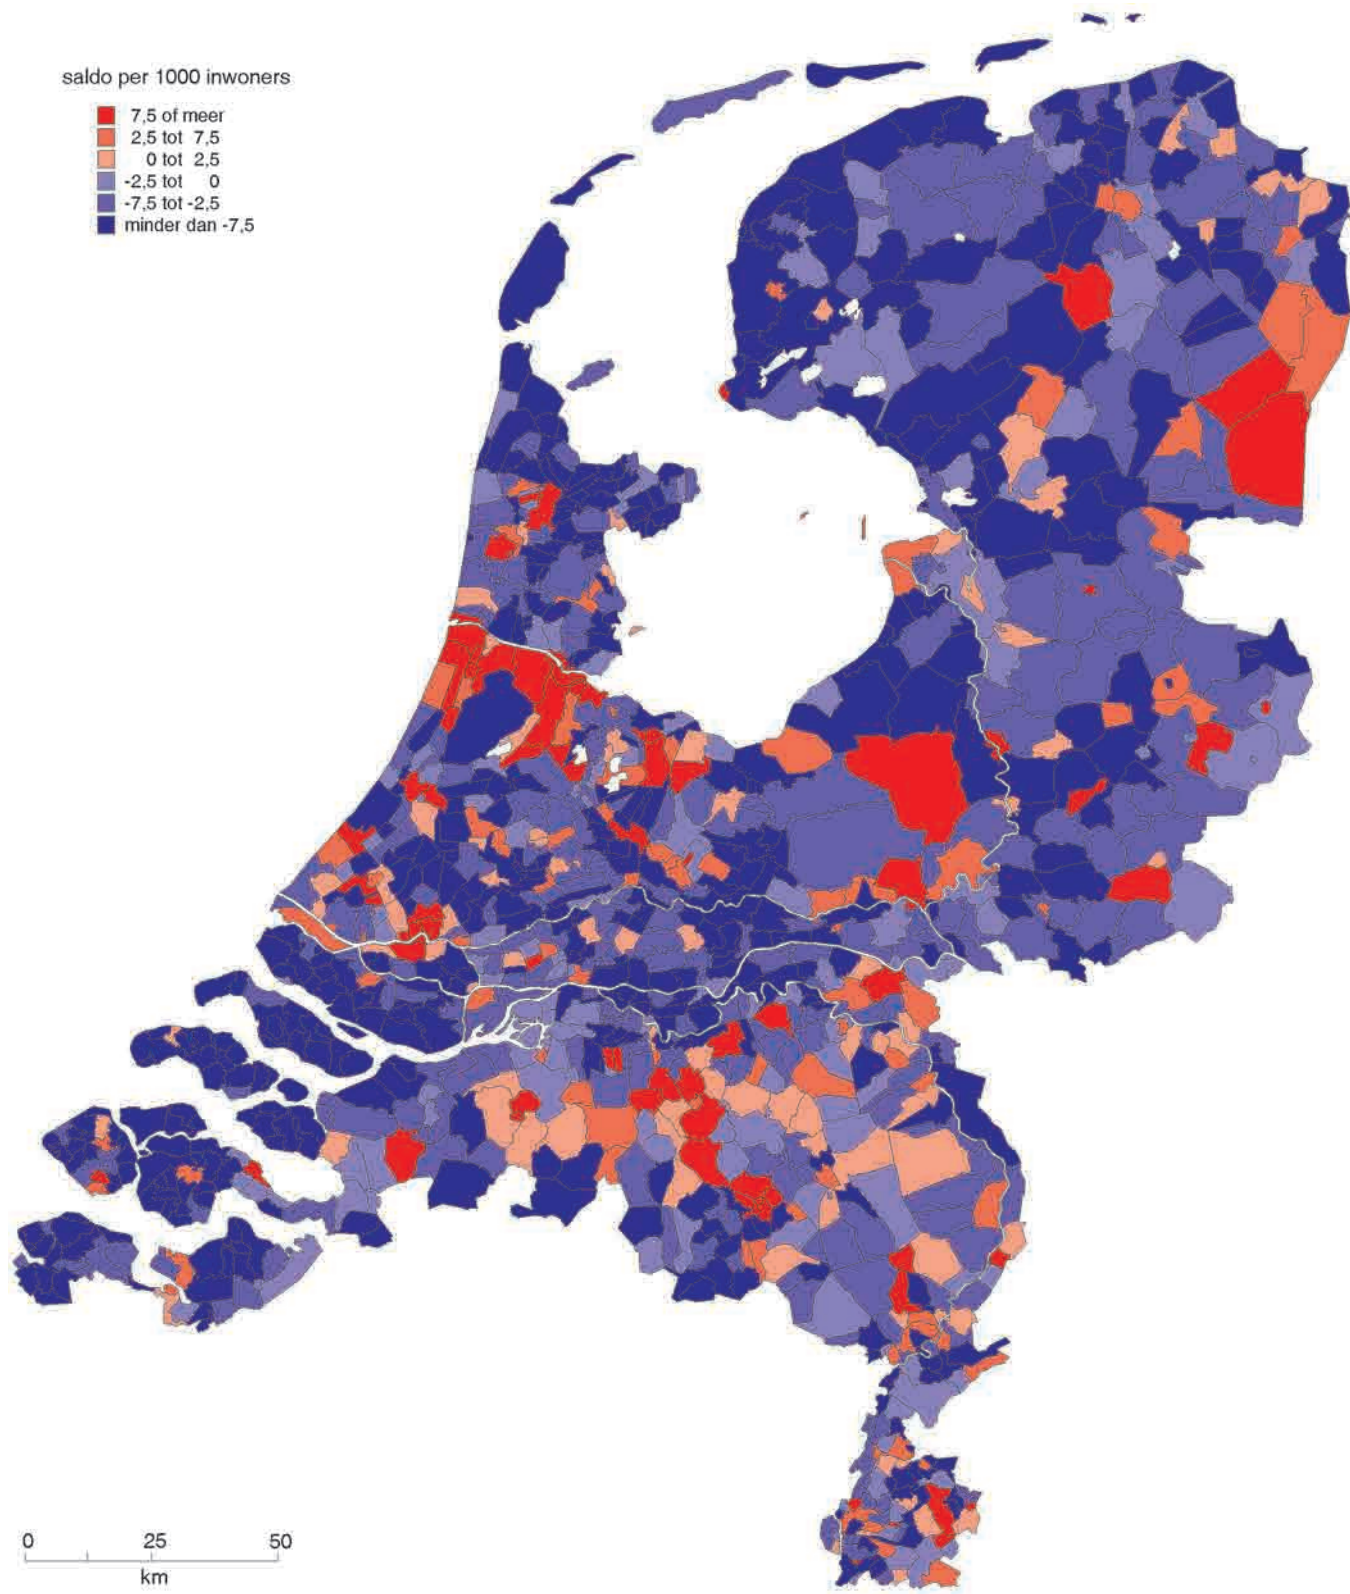 saldo per 1000 inwoners
7,5 of meer
2,5 tot 7,5
0 tot 2,5
-2,5 tot 0
-7,5 tot -2,5
minder dan -7,5
0 25 50
km